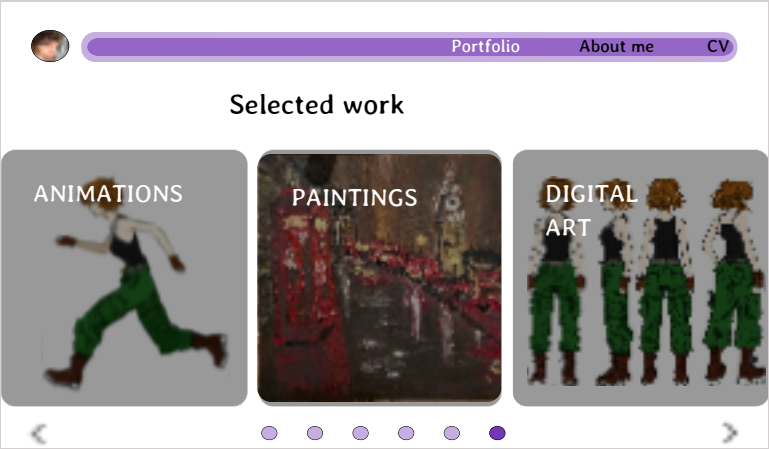 Portfolio About me CV
Selected work
ANIMATIONS
PAINTINGS
DIGITAL
ART